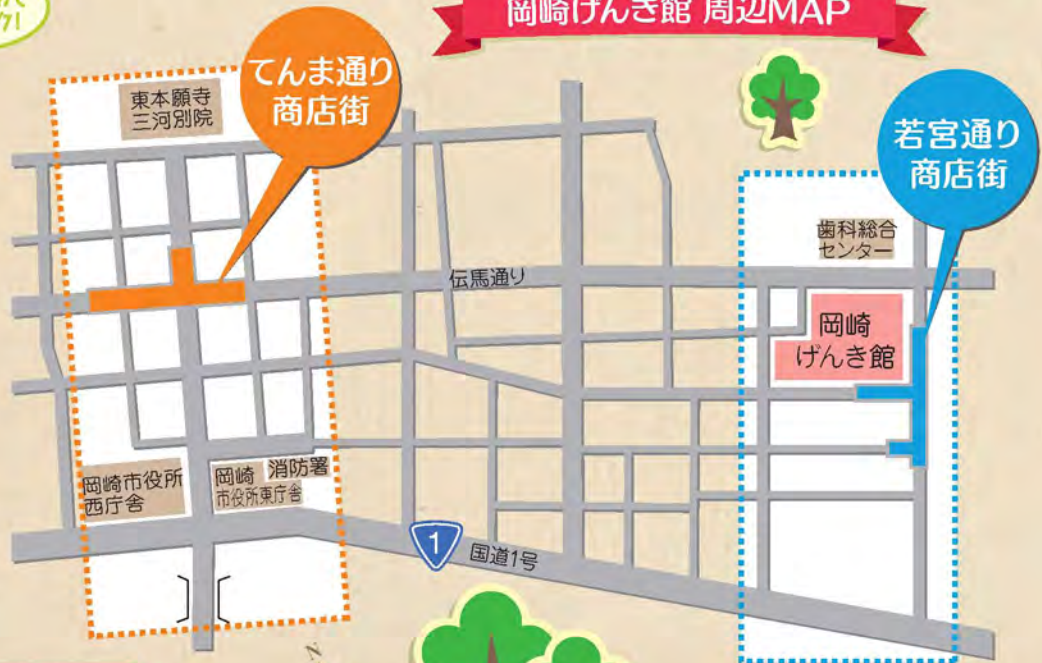 ク!
岡崎げんき館 周辺MAP
てんま通り
商店街
東本願寺
三河別院
若宮通り
商店街
歯科総合
センター
伝馬通り
岡崎
げんき館
岡崎市役所
西庁舎
岡崎 消防署
市役所東庁舎
1
国道1号
N